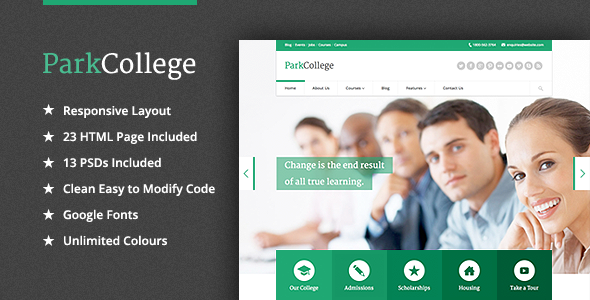 ParkCollege
Responsive Layout
23 HTML Page Included
13 PSDs Included
Clean Easy to Modify Code
Google Fonts
Unlimited Colours
Blog Events Jobs Courses Campus
1900-562-3764 enquiries@website.com
ParkCollege
Home About Us Courses Blog Features Contact Us
Change is the end result
of all true learning.
Our College Admissions Scholarships Housing Take a Tour